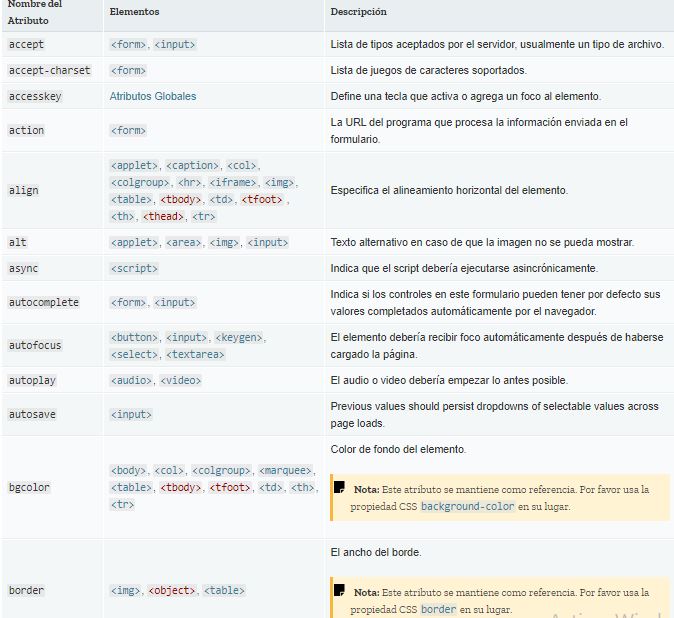 Nombre del
Atributo
Elementos
Descripción
accept
<form>, <input>
Lista de tipos aceptados por el servidor, usualmente un tipo de archivo.
accept-charset
<form>
Lista de juegos de caracteres soportados.
accesskey
Atributos Globales
Define una tecla que activa o agrega un foco al elemento.
action
<form>
La URL del programa que procesa la información enviada en el
formulario.
align
<applet>, <caption>, <col>,
<colgroup>, <hr>, <iframe>, <img>,
<table>, <tbody>, <td>, <tfoot> ,
<th>, <thead>, <tr>
Especifica el alineamiento horizontal del elemento.
alt
<applet>, <area>, <img>, <input>
Texto alternativo en caso de que la imagen no se pueda mostrar.
async
<script>
Indica que el script debería ejecutarse asincrónicamente.
autocomplete
<form>, <input>
Indica si los controles en este formulario pueden tener por defecto sus
valores completados automáticamente por el navegador.
autofocus
<button>, <input>, <keygen>,
<select>, <textarea>
El elemento debería recibir foco automáticamente después de haberse
cargado la página.
autoplay
<audio>, <video>
El audio o video debería empezar lo antes posible.
autosave
<input>
Previous values should persist dropdowns of selectable values across
page loads.
bgcolor
<body>, <col>, <colgroup>, <marquee>,
<table>, <tbody>, <tfoot>, <td>, <th>,
<tr>
Color de fondo del elemento.
Nota: Este atributo se mantiene como referencia. Por favor usa la
propiedad CSS background-color en su lugar.
border
<img>, <object>, <table>
El ancho del borde.
Nota: Este atributo se mantiene como referencia. Por favor usa la
propiedad CSS border en su lugar.